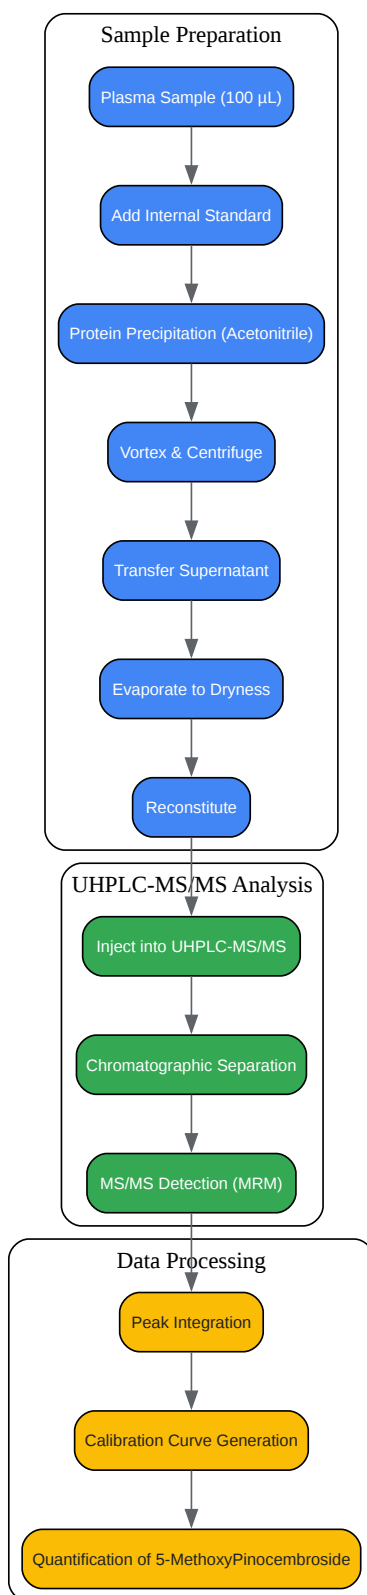 Sample Preparation
Plasma Sample (100 µL)
Add Internal Standard
Protein Precipitation (Acetonitrile)
Vortex & Centrifuge
Transfer Supernatant
Evaporate to Dryness
Reconstitute
UHPLC-MS/MS Analysis
Inject into UHPLC-MS/MS
Chromatographic Separation
MS/MS Detection (MRM)
Data Processing
Peak Integration
Calibration Curve Generation
Quantification of 5-MethoxyPinocembroside